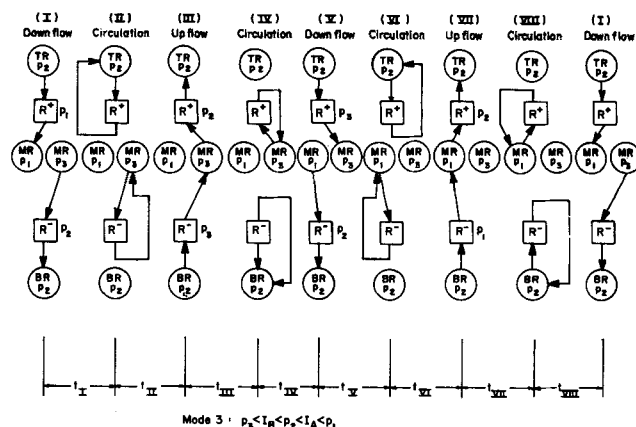 (I) (II) (III) (IV) (V) (VI) (VII) (VIII) (I)
Down flow Circulation Up flow Circulation Down flow Circulation Up flow Circulation Down flow
TR TR TR TR TR TR TR TR TR
p2 p2 p2 p2 p2 p2 p2 p2 p2
R+ p1 R+ R+ p2 R+ R+ p3 R+ R+ p2 R+ R+
MR MR MR MR MR MR MR MR MR MR MR MR MR MR MR MR MR MR
p1 p3 p1 p3 p1 p3 p1 p3 p1 p3 p1 p3 p1 p3 p1 p3 p1 p3
R- p2 R- R- p3 R- R- p2 R- R- p1 R- R-
BR BR BR BR BR BR BR BR BR
p2 p2 p2 p2 p2 p2 p2 p2 p2
tI tII tIII tIV tV tVI tVII tVIII
Mode 3 : p3<IB<p2<IA<p1